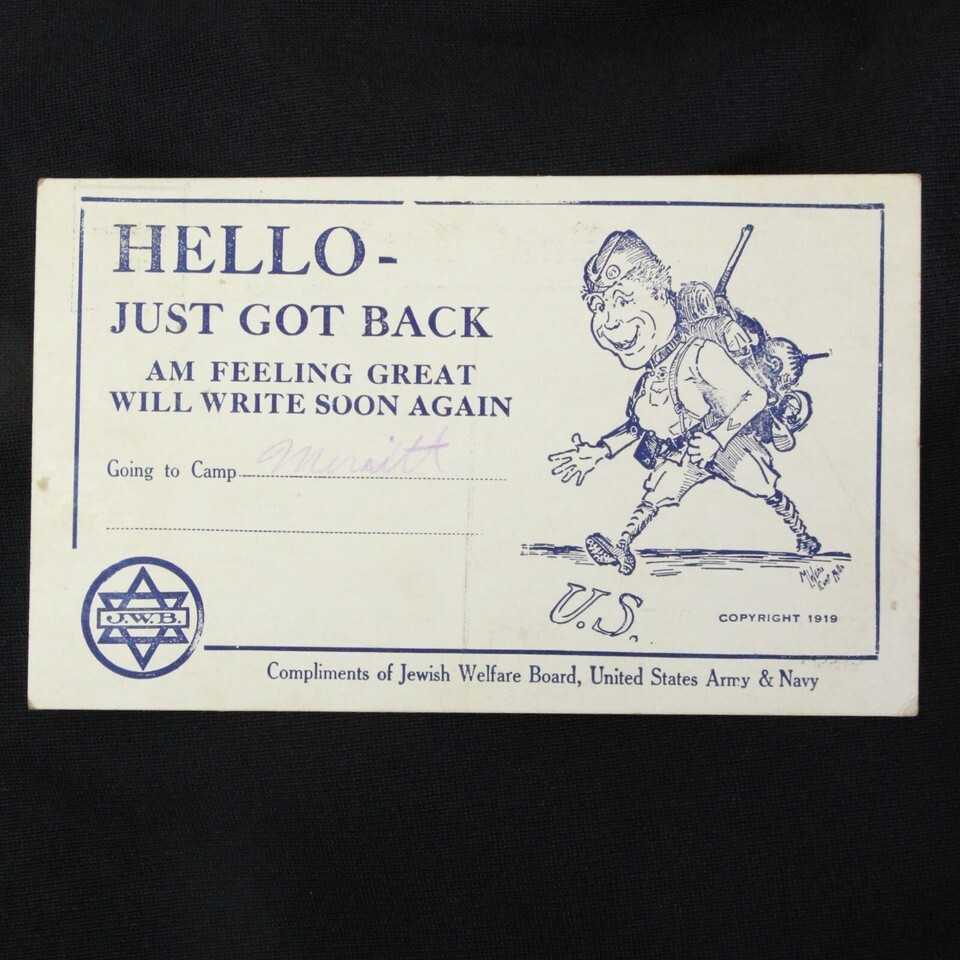 HELLO-
JUST GOT BACK
AM FEELING GREAT
WILL WRITE SOON AGAIN
Going to Camp Merritt
J.W.B.
U.S.
COPYRIGHT 1919
Compliments of Jewish Welfare Board, United States Army & Navy